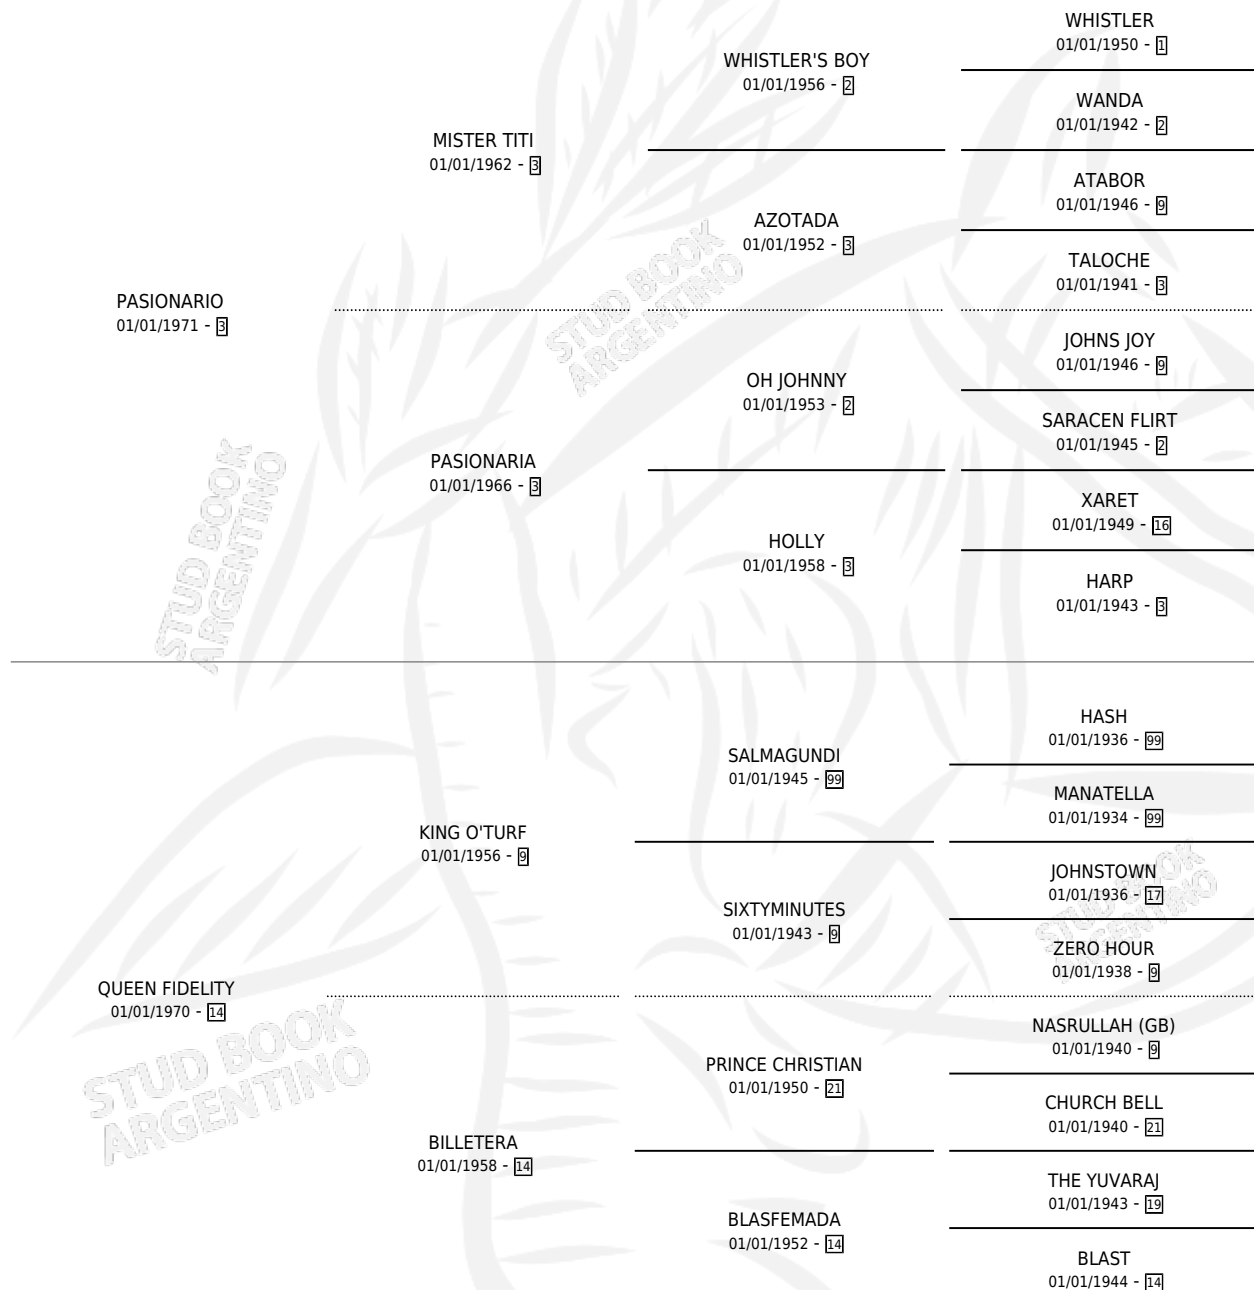 WHISTLER
01/01/1950 - 1
WHISTLER'S BOY
01/01/1956 - 2
WANDA
01/01/1942 - 2
MISTER TITI
01/01/1962 - 3
ATABOR
01/01/1946 - 9
AZOTADA
01/01/1952 - 3
TALOCHE
01/01/1941 - 3
PASIONARIO
01/01/1971 - 3
JOHNS JOY
01/01/1946 - 9
OH JOHNNY
01/01/1953 - 2
SARACEN FLIRT
01/01/1945 - 2
PASIONARIA
01/01/1966 - 3
XARET
01/01/1949 - 16
HOLLY
01/01/1958 - 3
HARP
01/01/1943 - 3
HASH
01/01/1936 - 99
SALMAGUNDI
01/01/1945 - 99
MANATELLA
01/01/1934 - 99
KING O'TURF
01/01/1956 - 9
JOHNSTOWN
01/01/1936 - 17
SIXTYMINUTES
01/01/1943 - 9
ZERO HOUR
01/01/1938 - 9
QUEEN FIDELITY
01/01/1970 - 14
NASRULLAH (GB)
01/01/1940 - 9
PRINCE CHRISTIAN
01/01/1950 - 21
CHURCH BELL
01/01/1940 - 21
BILLETERA
01/01/1958 - 14
THE YUVARAJ
01/01/1943 - 19
BLASFEMADA
01/01/1952 - 14
BLAST
01/01/1944 - 14
STUD BOOK
ARGENTINO
STUD BOOK
ARGENTINO
STUD BOOK
ARGENTINO
STUD BOOK
ARGENTINO